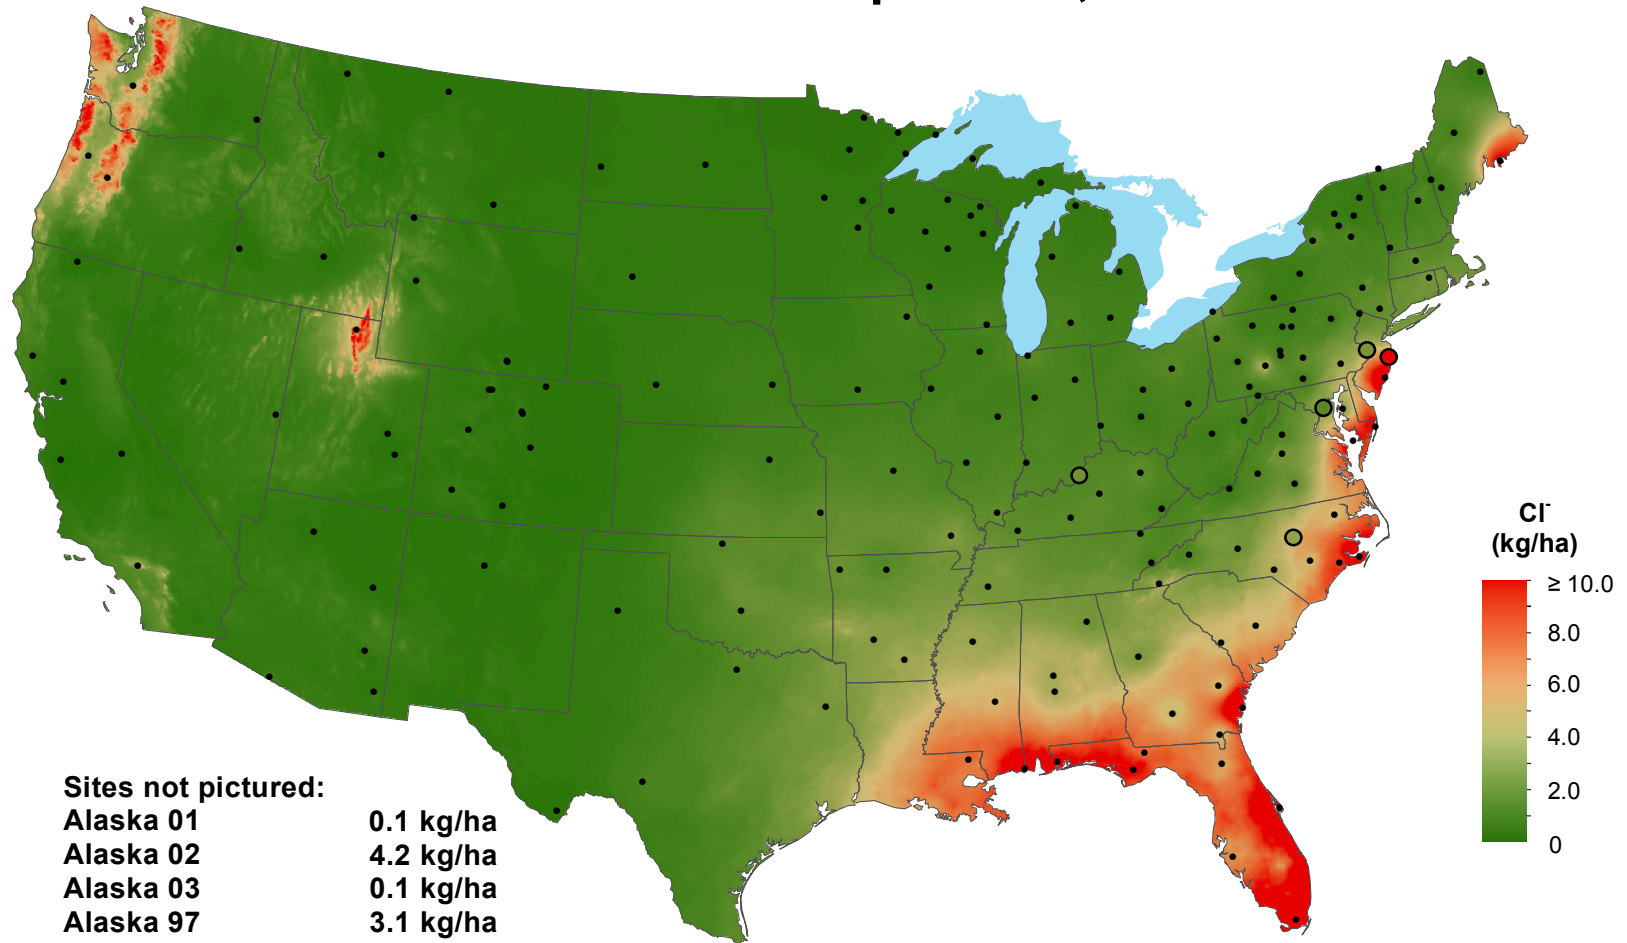 Cl-
(kg/ha)
≥ 10.0
8.0
6.0
4.0
2.0
0
Sites not pictured:
Alaska 01 0.1 kg/ha
Alaska 02 4.2 kg/ha
Alaska 03 0.1 kg/ha
Alaska 97 3.1 kg/ha